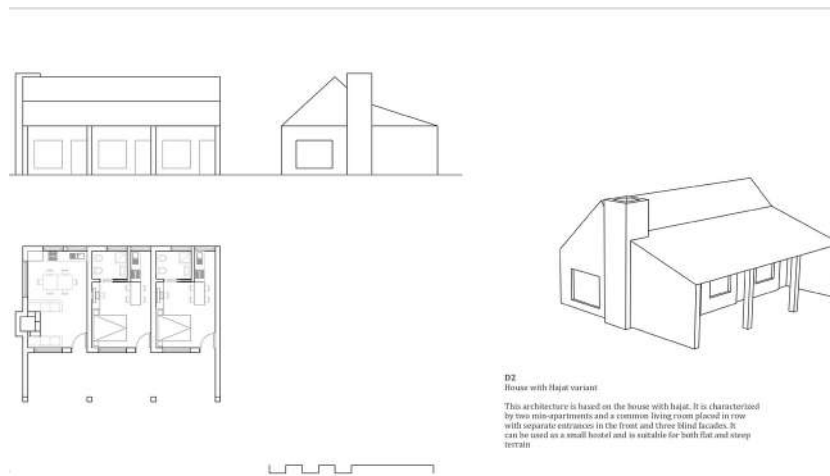 D2
House with Hajat variant
This architecture is based on the house with hajat. It is characterized
by two min-apartments and a common living room placed in row
with separate entrances in the front and three blind facades. It
can be used as a small hostel and is suitable for both flat and steep
terrain